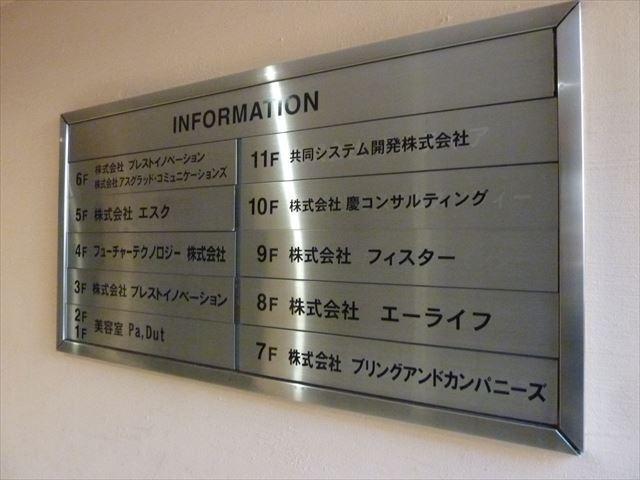 INFORMATION
6F 株式会社 プレストイノベーション
株式会社アスグラッド・コミュニケーションズ
5F 株式会社 エスク
4F フューチャーテクノロジー 株式会社
3F 株式会社 プレストイノベーション
2F
1F 美容室 Pa,Dut
11F 共同システム開発株式会社
10F 株式会社 慶コンサルティング
9F 株式会社 フィスター
8F 株式会社 エーライフ
7F 株式会社 ブリングアンドカンパニーズ